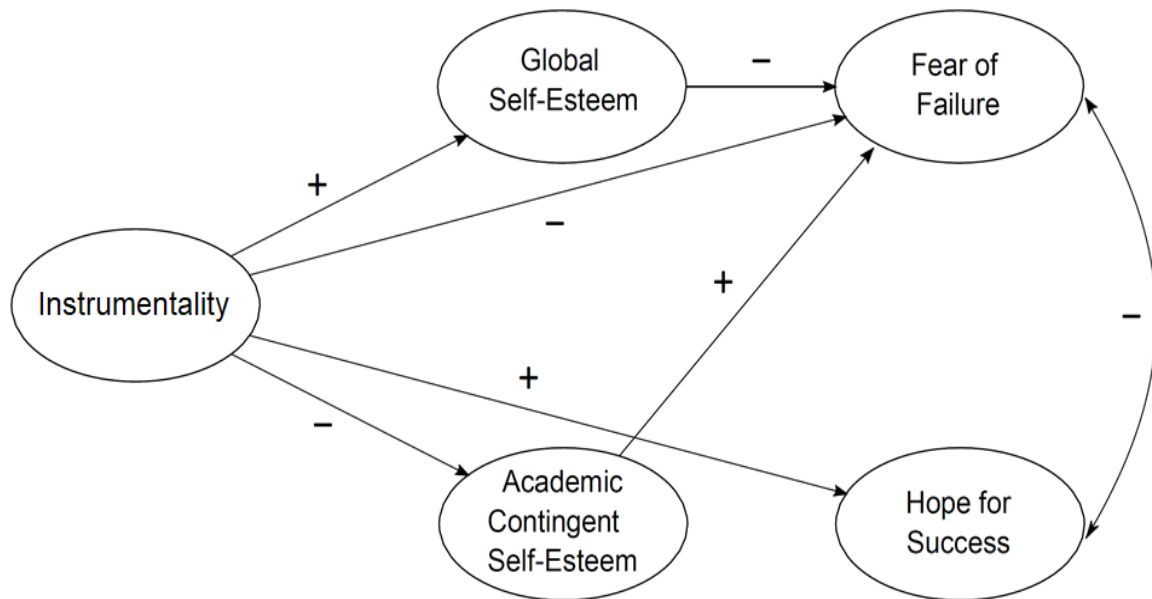 Global
Self-Esteem
−
Fear of
Failure
+
−
Instrumentality
+
−
+
−
Academic
Contingent
Self-Esteem
Hope for
Success